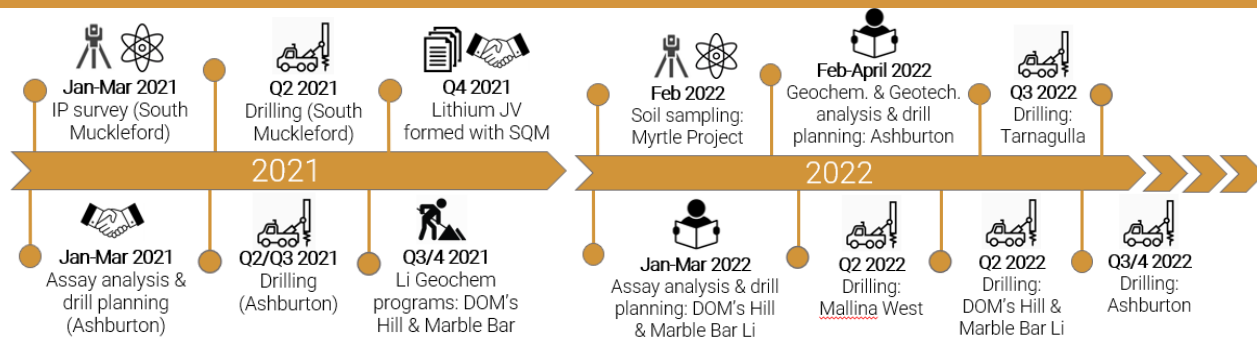 Jan-Mar 2021
IP survey (South
Muckleford)
Q2 2021
Drilling (South
Muckleford)
Q4 2021
Lithium JV
formed with SQM
Feb 2022
Soil sampling:
Myrtle Project
Feb-April 2022
Geochem. & Geotech.
analysis & drill
planning: Ashburton
Q3 2022
Drilling:
Tarnagulla
2021
2022
Jan-Mar 2021
Assay analysis &
drill planning
(Ashburton)
Q2/Q3 2021
Drilling
(Ashburton)
Q3/4 2021
Li Geochem
programs: DOM's
Hill & Marble Bar
Jan-Mar 2022
Assay analysis & drill
planning: DOM's Hill
& Marble Bar Li
Q2 2022
Drilling:
Mallina West
Q2 2022
Drilling:
DOM's Hill &
Marble Bar Li
Q3/4 2022
Drilling:
Ashburton